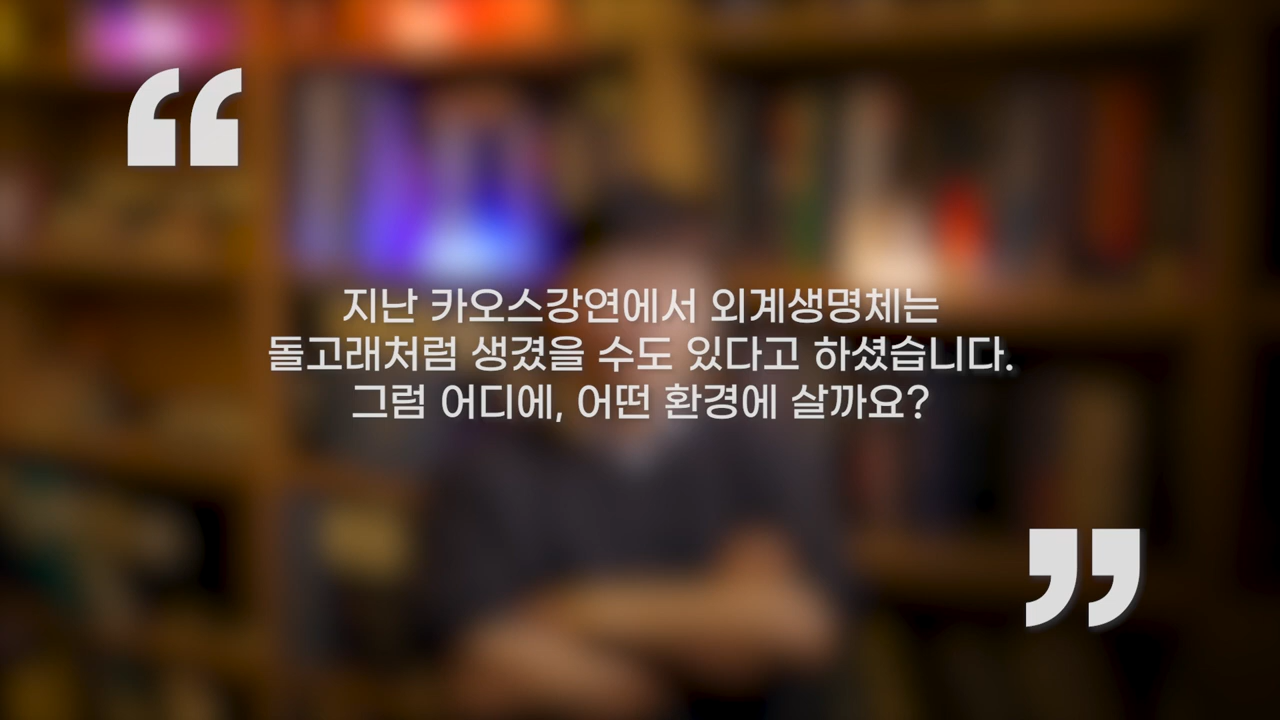 “
지난 카오스강연에서 외계생명체는
돌고래처럼 생겼을 수도 있다고 하셨습니다.
그럼 어디에, 어떤 환경에 살까요?
”